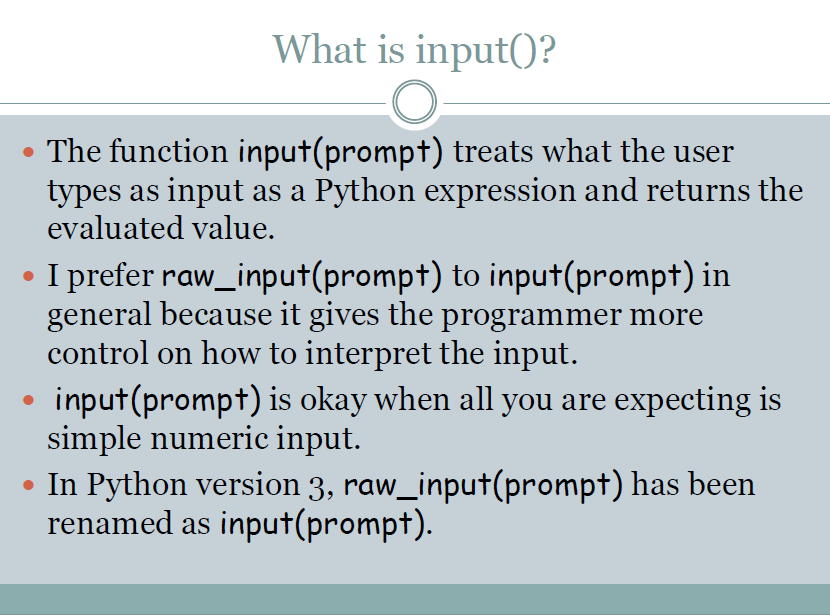 What is input()?
The function input(prompt) treats what the user
types as input as a Python expression and returns the
evaluated value.
I prefer raw_input(prompt) to input(prompt) in
general because it gives the programmer more
control on how to interpret the input.
input(prompt) is okay when all you are expecting is
simple numeric input.
In Python version 3, raw_input(prompt) has been
renamed as input(prompt).